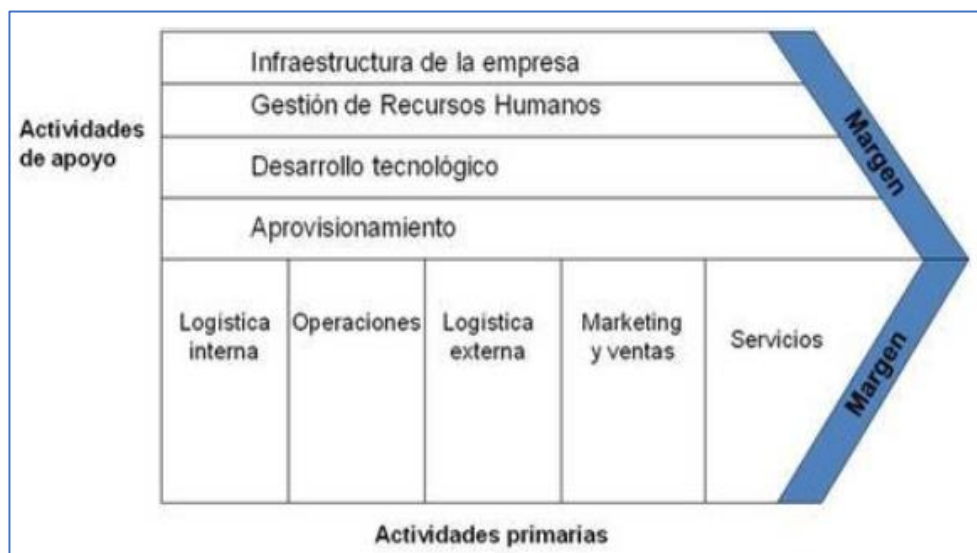 Infraestructura de la empresa
Gestión de Recursos Humanos
Actividades
de apoyo
Desarrollo tecnológico
Aprovisionamiento
Margen
Logística
interna
Operaciones
Logística
externa
Marketing
y ventas
Servicios
Margen
Actividades primarias